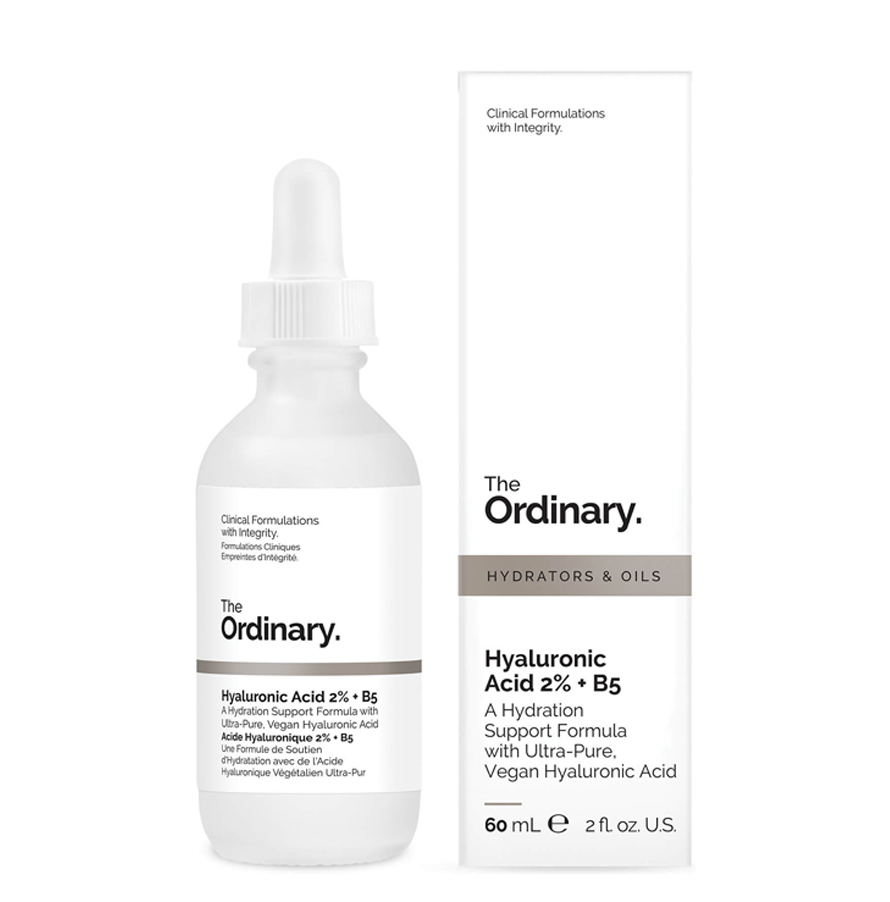 Clinical Formulations
with Integrity.
Formulations Cliniques
Empreintes d'Intégrité.
The
Ordinary.
Hyaluronic Acid 2% + B5
A Hydration Support Formula with
Ultra-Pure, Vegan Hyaluronic Acid
Acide Hyaluronique 2% + B5
Une Formule de Soutien
d'Hydratation avec de l'Acide
Hyaluronique Végétalien Ultra-Pur
Clinical Formulations
with Integrity.
The
Ordinary.
HYDRATORS & OILS
Hyaluronic
Acid 2% + B5
A Hydration
Support Formula
with Ultra-Pure,
Vegan Hyaluronic Acid
60 mL ℮ 2 fl. oz. U.S.